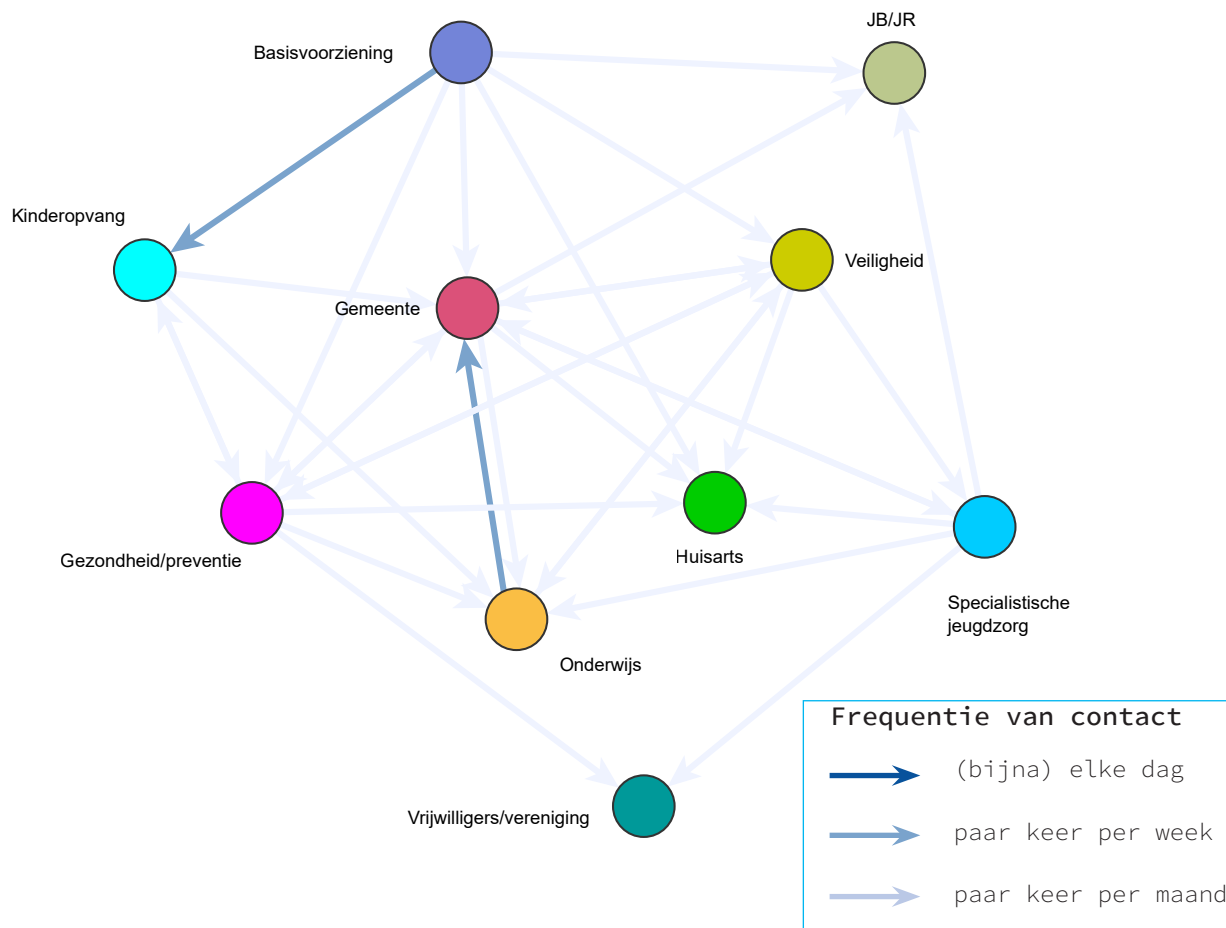 JB/JR
Basisvoorziening
Kinderopvang
Veiligheid
Gemeente
Gezondheid/preventie
Huisarts
Specialistische
jeugdzorg
Onderwijs
Vrijwilligers/vereniging
Frequentie van contact
(bijna) elke dag
paar keer per week
paar keer per maand